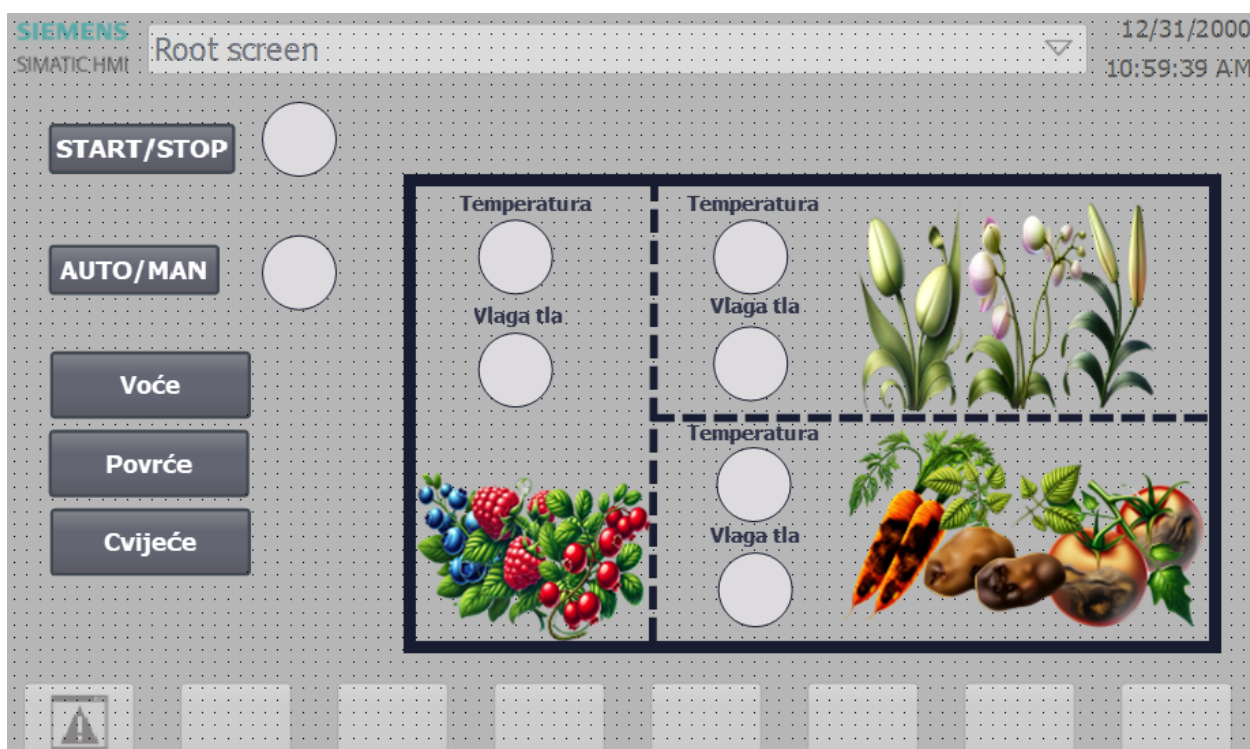 SIEMENS
SIMATIC HMI
Root screen
12/31/2000
10:59:39 AM
START/STOP
AUTO/MAN
Voće
Povrće
Cvijeće
Temperatura
Vlaga tla
Temperatura
Vlaga tla
Temperatura
Vlaga tla